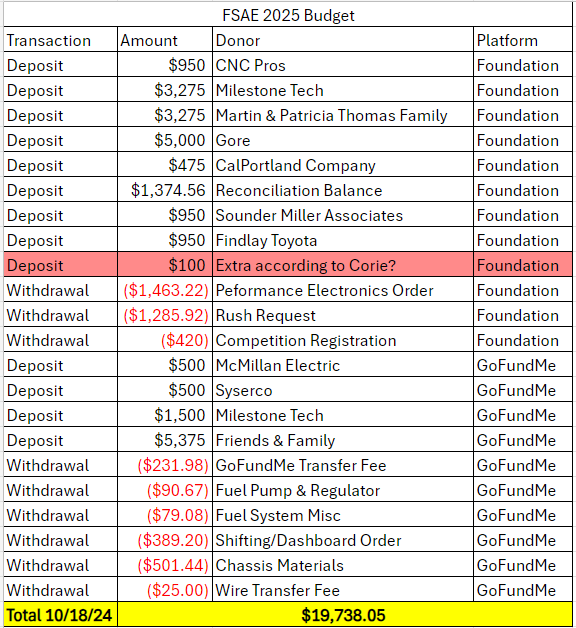 FSAE 2025 Budget
Transaction Amount Donor Platform
Deposit $950 CNC Pros Foundation
Deposit $3,275 Milestone Tech Foundation
Deposit $3,275 Martin & Patricia Thomas Family Foundation
Deposit $5,000 Gore Foundation
Deposit $475 CalPortland Company Foundation
Deposit $1,374.56 Reconciliation Balance Foundation
Deposit $950 Sounder Miller Associates Foundation
Deposit $950 Findlay Toyota Foundation
Deposit $100 Extra according to Corie? Foundation
Withdrawal ($1,463.22) Peformance Electronics Order Foundation
Withdrawal ($1,285.92) Rush Request Foundation
Withdrawal ($420) Competition Registration Foundation
Deposit $500 McMillan Electric GoFundMe
Deposit $500 Syserco GoFundMe
Deposit $1,500 Milestone Tech GoFundMe
Deposit $5,375 Friends & Family GoFundMe
Withdrawal ($231.98) GoFundMe Transfer Fee GoFundMe
Withdrawal ($90.67) Fuel Pump & Regulator GoFundMe
Withdrawal ($79.08) Fuel System Misc GoFundMe
Withdrawal ($389.20) Shifting/Dashboard Order GoFundMe
Withdrawal ($501.44) Chassis Materials GoFundMe
Withdrawal ($25.00) Wire Transfer Fee GoFundMe
Total 10/18/24 $19,738.05